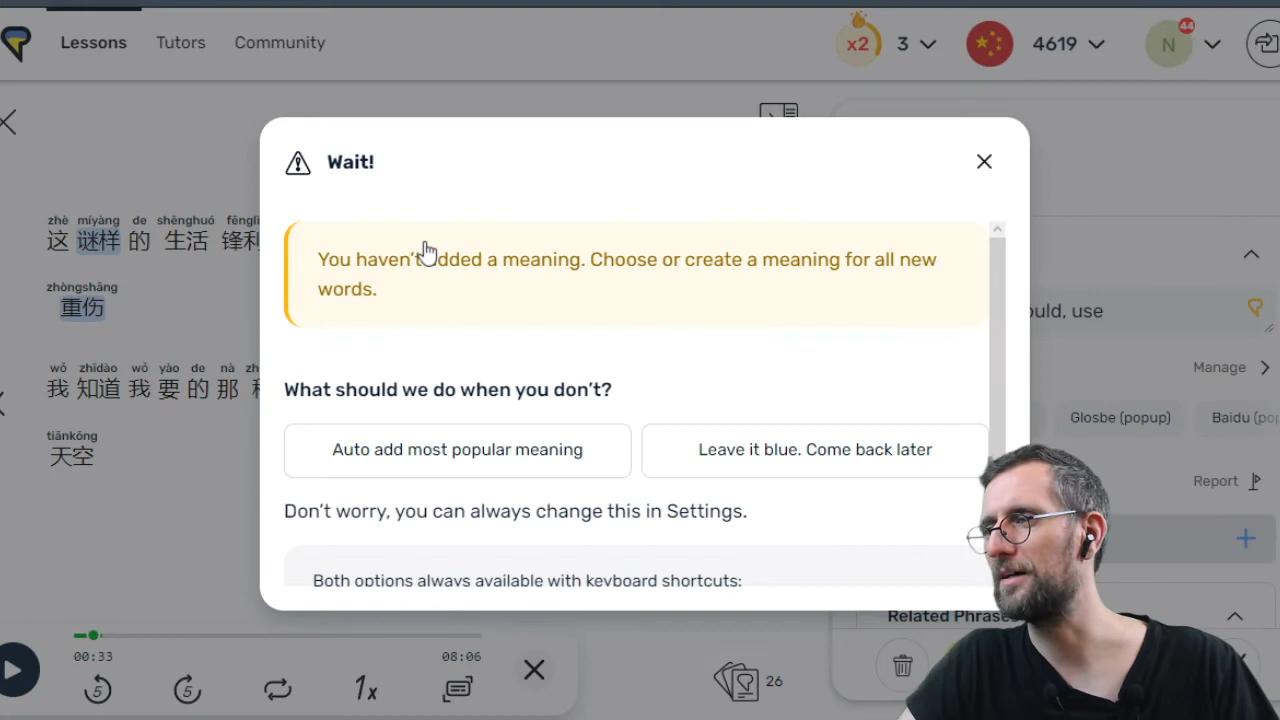 Lessons
Tutors
Community
x2
3
4619
N
44
Wait!
You haven't added a meaning. Choose or create a meaning for all new
words.
What should we do when you don't?
Auto add most popular meaning
Leave it blue. Come back later
Don't worry, you can always change this in Settings.
Both options always available with keyboard shortcuts:
zhè míyàng de shēnghuó fēnglì
这 谜样 的 生活 锋利
zhòngshāng
重伤
wǒ zhīdào wǒ yào de nà
我 知道 我 要 的 那
tiānkōng
天空
use
Manage
Glosbe (popup)
Baidu
Report
Related
00:33
08:06
5
5
1x
26